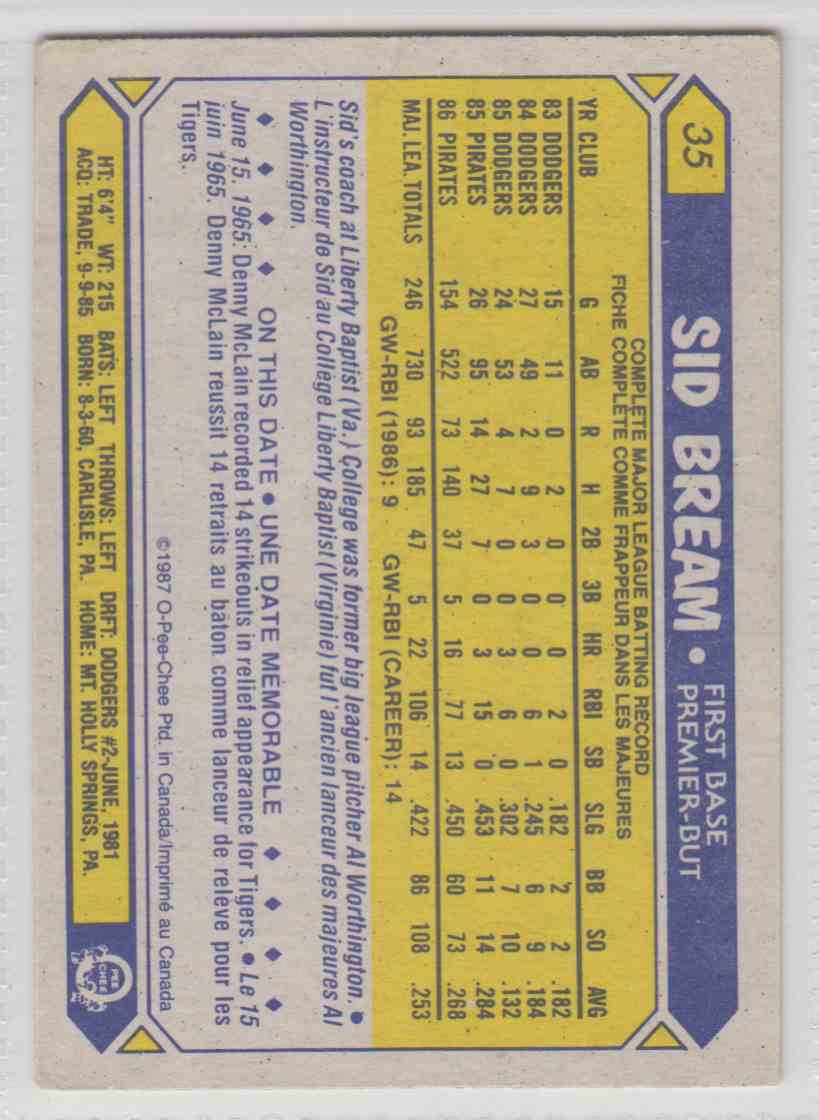 35
SID BREAM • FIRST BASE
PREMIER-BUT
COMPLETE MAJOR LEAGUE BATTING RECORD
FICHE COMPLÈTE COMME FRAPPEUR DANS LES MAJEURES
YR CLUB G AB R H 2B 3B HR RBI SB SLG BB SO AVG
83 DODGERS 15 11 0 2 0 0 0 2 0 .182 2 2 .182
84 DODGERS 27 49 2 9 3 0 0 6 1 .245 6 9 .184
85 DODGERS 24 53 4 7 0 0 3 6 0 .302 7 10 .132
85 PIRATES 26 95 14 27 7 0 3 15 0 .453 11 14 .284
86 PIRATES 154 522 73 140 37 5 16 77 13 .450 60 73 .268
MAJ. LEA. TOTALS 246 730 93 185 47 5 22 106 14 .422 86 108 .253
GW-RBI (1986): 9 GW-RBI (CAREER): 14
Sid's coach at Liberty Baptist (Va.) College was former big league pitcher Al Worthington. •
L'instructeur de Sid au Collège Liberty Baptist (Virginie) fut l'ancien lanceur des majeures Al
Worthington.
♦ ♦ ♦ ♦ ON THIS DATE • UNE DATE MEMORABLE ♦ ♦ ♦ ♦
June 15, 1965: Denny McLain recorded 14 strikeouts in relief appearance for Tigers. • Le 15
juin 1965. Denny McLain reussit 14 retraits au bâton comme lanceur de relève pour les
Tigers.
©1987 O-Pee-Chee Ptd. in Canada/Imprimé au Canada
HT: 6'4" WT: 215 BATS: LEFT THROWS: LEFT DRFT: DODGERS #2-JUNE, 1981
ACQ: TRADE, 9-9-85 BORN: 8-3-60, CARLISLE, PA. HOME: MT. HOLLY SPRINGS, PA.
O
PEE
CHEE